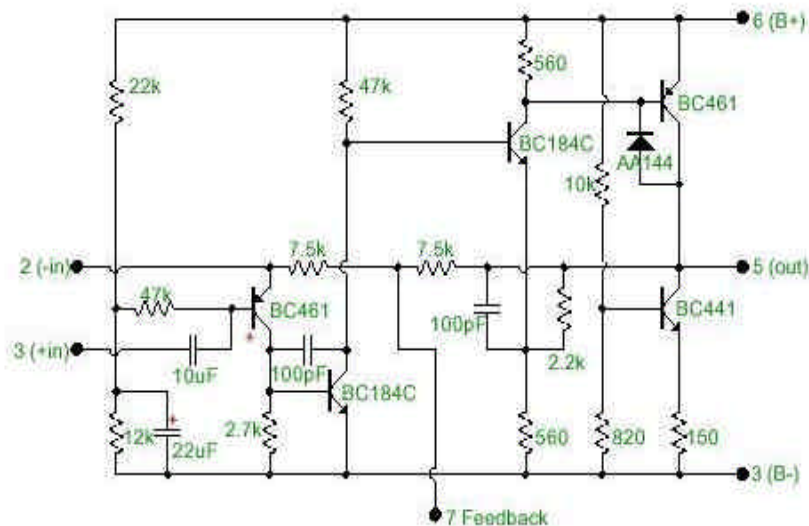 6 (B+)
560
22k
47k
BC461
BC184C
AA144
10k
7.5k
7.5k
2 (-in)
5 (out)
47k
BC461
BC441
100pF
3 (+in)
10uF
100pF
2.2k
BC184C
12k
22uF
2.7k
560
820
150
3 (B-)
7 Feedback